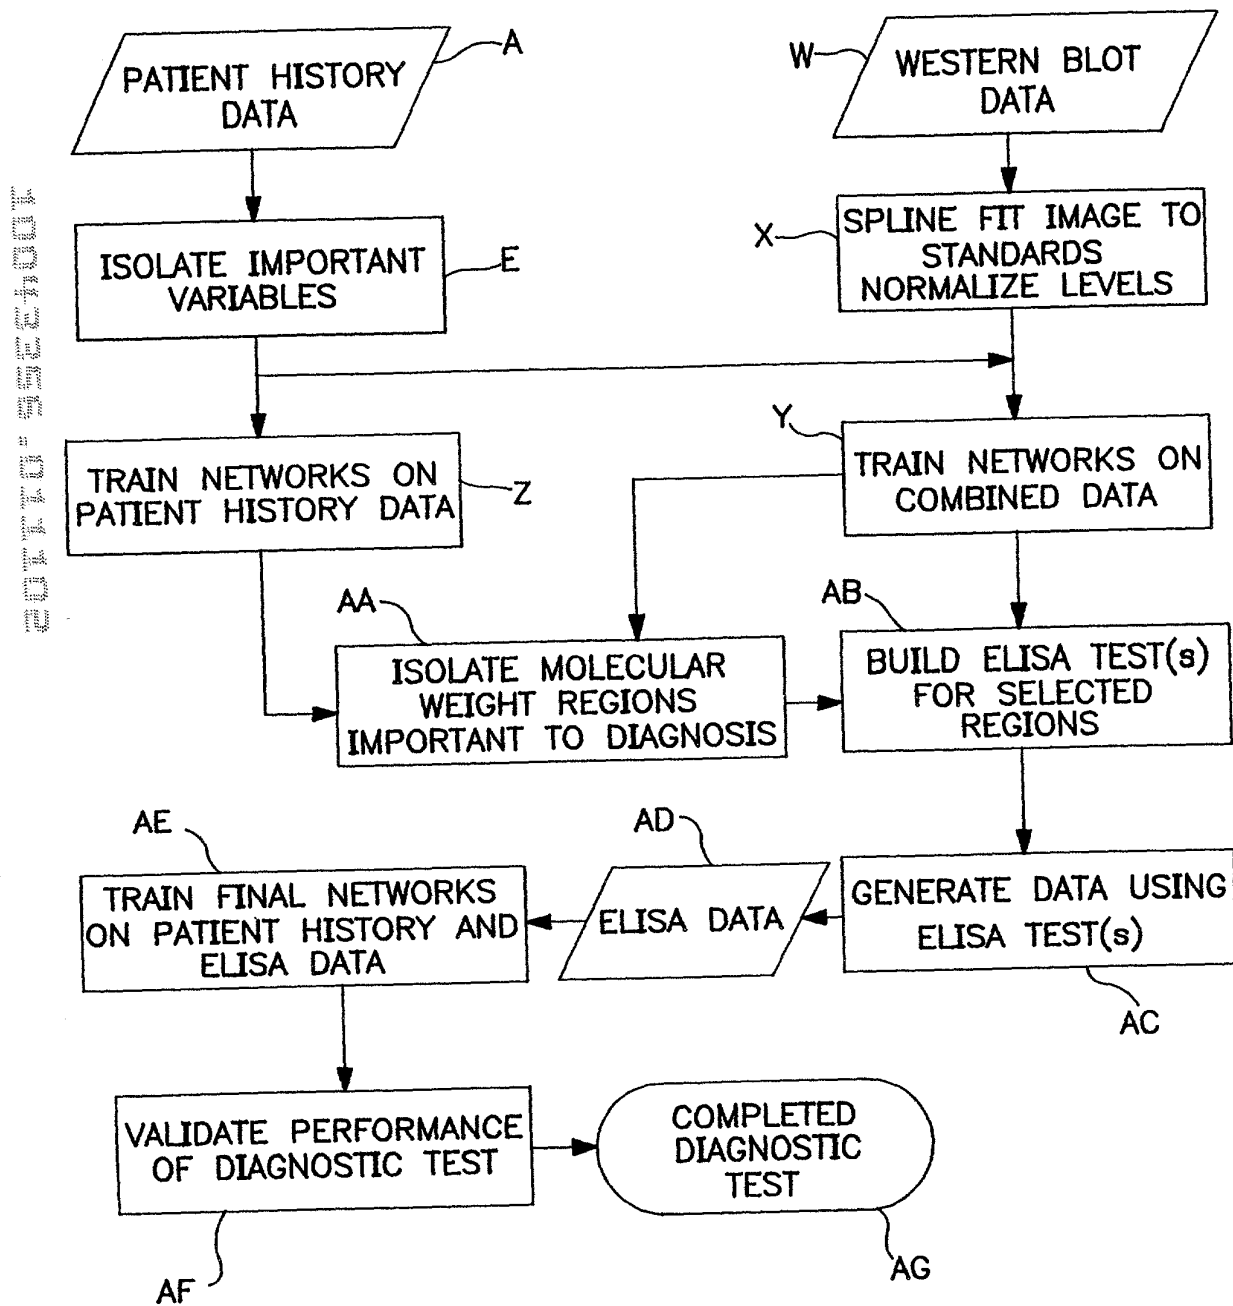 PATIENT HISTORY
DATA
A
W
WESTERN BLOT
DATA
ISOLATE IMPORTANT
VARIABLES
E
X
SPLINE FIT IMAGE TO
STANDARDS
NORMALIZE LEVELS
TRAIN NETWORKS ON
PATIENT HISTORY DATA
Z
Y
TRAIN NETWORKS ON
COMBINED DATA
AA
ISOLATE MOLECULAR
WEIGHT REGIONS
IMPORTANT TO DIAGNOSIS
AB
BUILD ELISA TEST(s)
FOR SELECTED
REGIONS
AE
TRAIN FINAL NETWORKS
ON PATIENT HISTORY AND
ELISA DATA
AD
ELISA DATA
GENERATE DATA USING
ELISA TEST(s)
AC
VALIDATE PERFORMANCE
OF DIAGNOSTIC TEST
AF
COMPLETED
DIAGNOSTIC
TEST
AG